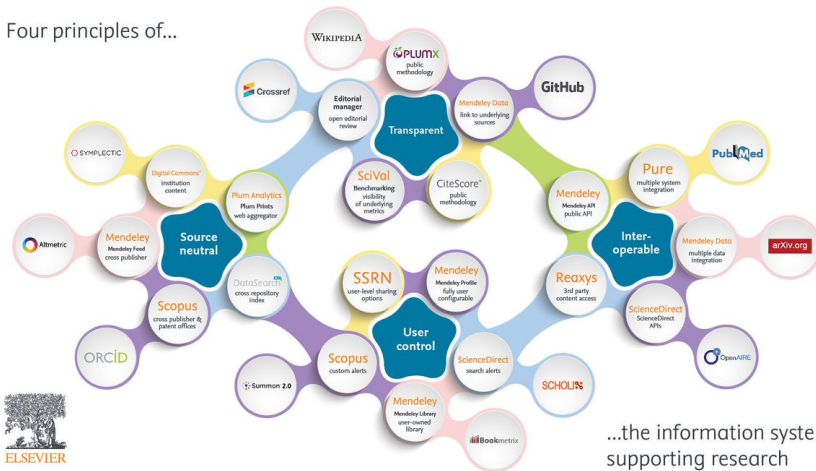 Four principles of...
WIKIPEDIA
PLUMX
public
methodology
GitHub
Crossref
Editorial
manager
open editorial
review
Transparent
Mendeley Data
link to underlying
sources
SciVal
Benchmarking
visibility
of underlying
metrics
CiteScore™
public
methodology
SYMPLECTIC
Digital Commons™
institution
content
Plum Analytics
Plum Prints
web aggregator
Altmetric
Mendeley
Mendeley Feed
cross publisher
Source
neutral
Scopus
cross publisher &
patent offices
DataSearch
cross repository
index
ORCID
Mendeley
Mendeley API
public API
Pure
multiple system
integration
PubMed
Inter-
operable
Mendeley Data
multiple data
integration
arXiv.org
Reaxys
3rd party
content access
ScienceDirect
ScienceDirect
APIs
OpenAIRE
SSRN
user-level sharing
options
Mendeley
Mendeley Profile
fully user
configurable
User
control
Scopus
custom alerts
ScienceDirect
search alerts
Summon 2.0
SCHOLIX
Mendeley
Mendeley Library
user-owned
library
Bookmetrix
ELSEVIER
...the information syste
supporting research